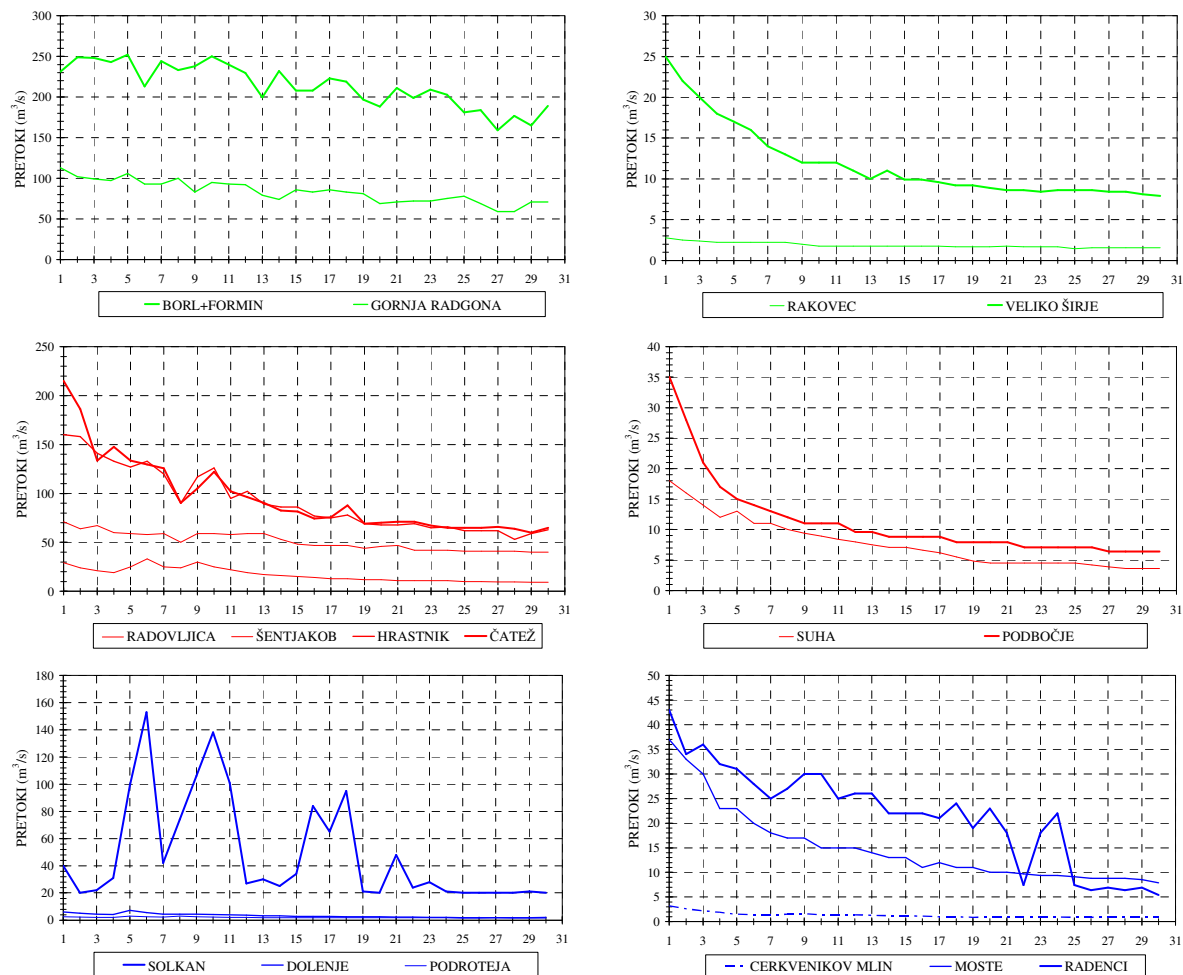 PRETOKI (m³/s)
300
250
200
150
100
50
0
1 3 5 7 9 11 13 15 17 19 21 23 25 27 29 31
BORL+FORMIN GORNJA RADGONA
PRETOKI (m³/s)
30
25
20
15
10
5
0
1 3 5 7 9 11 13 15 17 19 21 23 25 27 29 31
RAKOVEC VELIKO ŠIRJE
PRETOKI (m³/s)
250
200
150
100
50
0
1 3 5 7 9 11 13 15 17 19 21 23 25 27 29 31
RADOVLJICA ŠENTJAKOB HRASTNIK ČATEŽ
PRETOKI (m³/s)
40
35
30
25
20
15
10
5
0
1 3 5 7 9 11 13 15 17 19 21 23 25 27 29 31
SUHA PODBOČJE
PRETOKI (m³/s)
180
160
140
120
100
80
60
40
20
0
1 3 5 7 9 11 13 15 17 19 21 23 25 27 29 31
SOLKAN DOLENJE PODROTEJA
PRETOKI (m³/s)
50
45
40
35
30
25
20
15
10
5
0
1 3 5 7 9 11 13 15 17 19 21 23 25 27 29 31
CERKVENIKOV MLIN MOSTE RADENCI